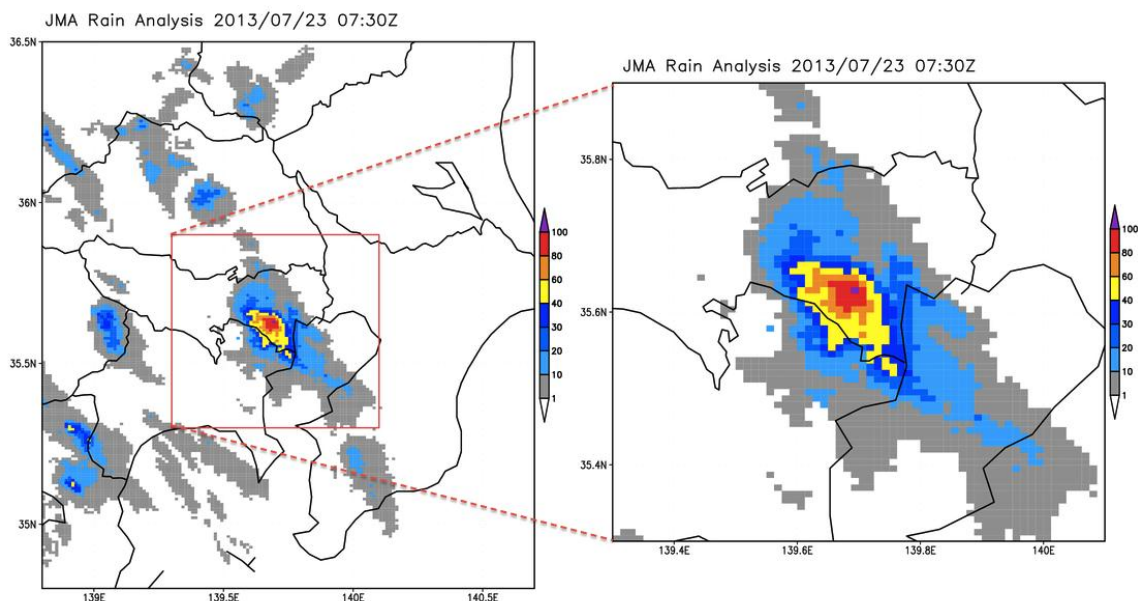 JMA Rain Analysis 2013/07/23 07:30Z
36.5N
36N
35.5N
35N
139E
139.5E
140E
140.5E
100
80
60
40
30
20
10
1
JMA Rain Analysis 2013/07/23 07:30Z
35.8N
35.6N
35.4N
139.4E
139.6E
139.8E
140E
100
80
60
40
30
20
10
1